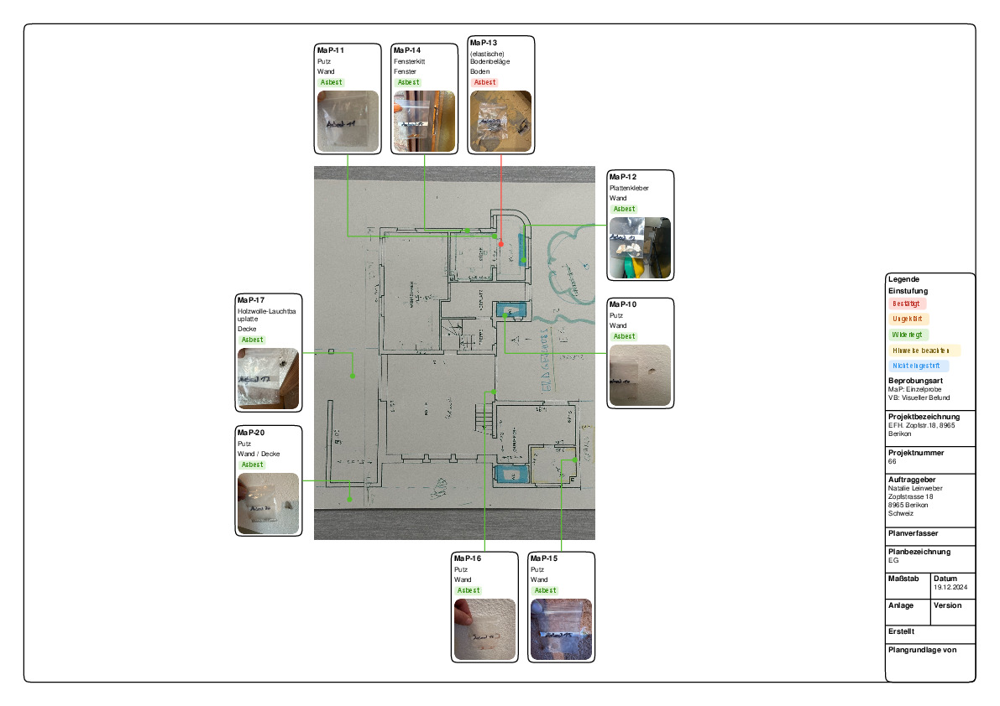 MaP-11
Putz
Wand
Asbest
MaP-14
Fensterkitt
Fenster
Asbest
MaP-13
(elastische)
Bodenbeläge
Boden
Asbest
MaP-12
Plattenkleber
Wand
Asbest
MaP-17
Holzwolle-Lauchtba
uplatte
Decke
Asbest
MaP-10
Putz
Wand
Asbest
MaP-20
Putz
Wand / Decke
Asbest
MaP-16
Putz
Wand
Asbest
MaP-15
Putz
Wand
Asbest
ERDGESCHOSS
Legende
Einstufung
Bestätigt
Ungeklärt
Widerlegt
Hinweise beachten
Nicht eingestuft
Beprobungsart
MaP: Einzelprobe
VB: Visueller Befund
Projektbezeichnung
EFH. Zopfstr.18, 8965
Berikon
Projektnummer
66
Auftraggeber
Natalie Leinweber
Zopfstrasse 18
8965 Berikon
Schweiz
Planverfasser
Planbezeichnung
EG
Maßstab
Datum
19.12.2024
Anlage
Version
Erstellt
Plangrundlage von